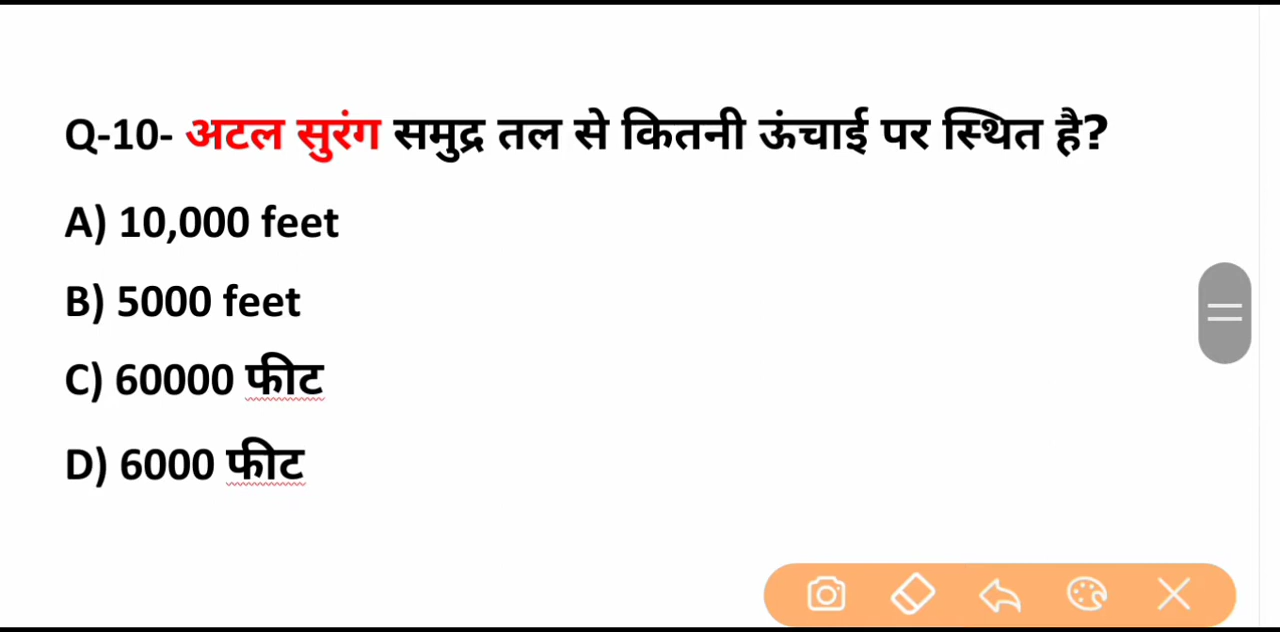 Q-10- अटल सुरंग समुद्र तल से कितनी ऊंचाई पर स्थित है?
A) 10,000 feet
B) 5000 feet
C) 60000 फीट
D) 6000 फीट